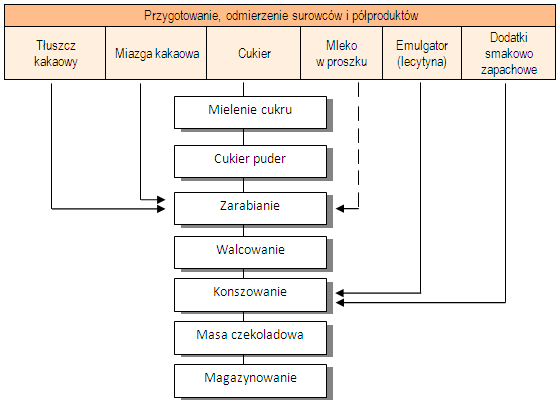 Przygotowanie, odmierzenie surowców i półproduktów
Tłuszcz
kakaowy
Miazga kakaowa
Cukier
Mleko
w proszku
Emulgator
(lecytyna)
Dodatki
smakowo
zapachowe
Mielenie cukru
Cukier puder
Zarabianie
Walcowanie
Konszowanie
Masa czekoladowa
Magazynowanie